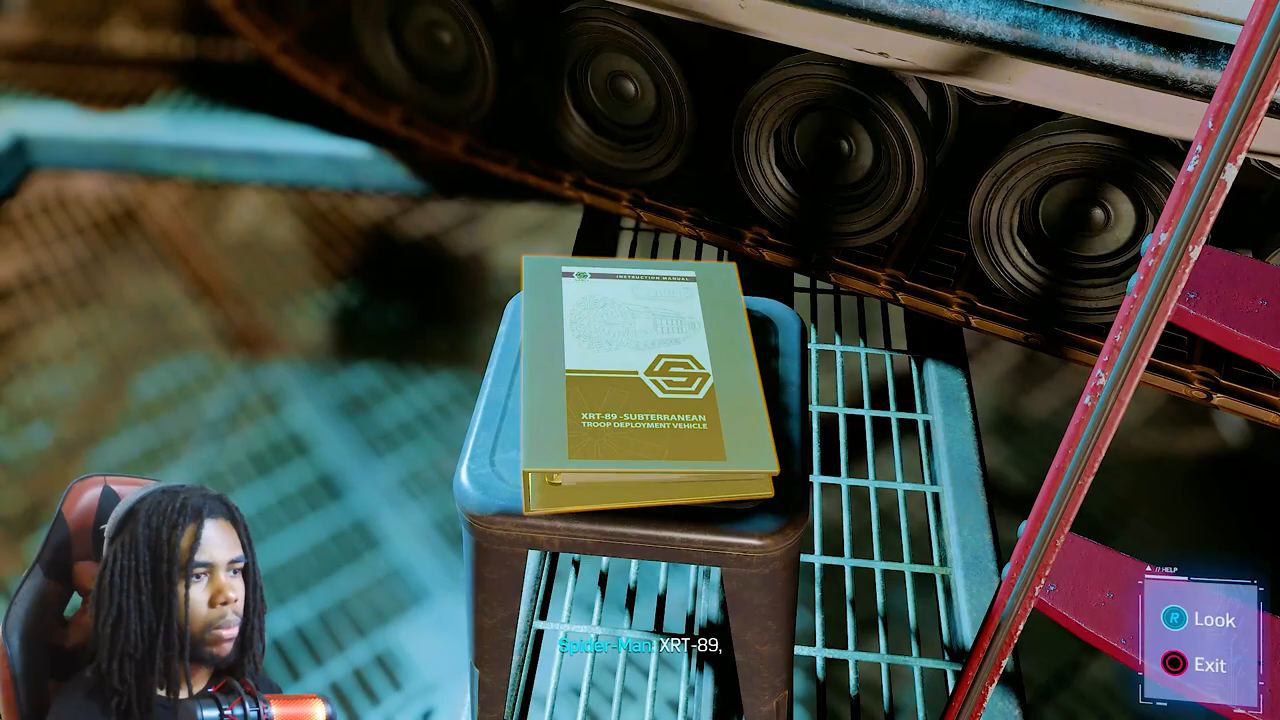 INSTRUCTION MANUAL
XRT-89 -SUBTERRANEAN
TROOP DEPLOYMENT VEHICLE
Spider-Man: XRT-89,
// HELP
R Look
Exit